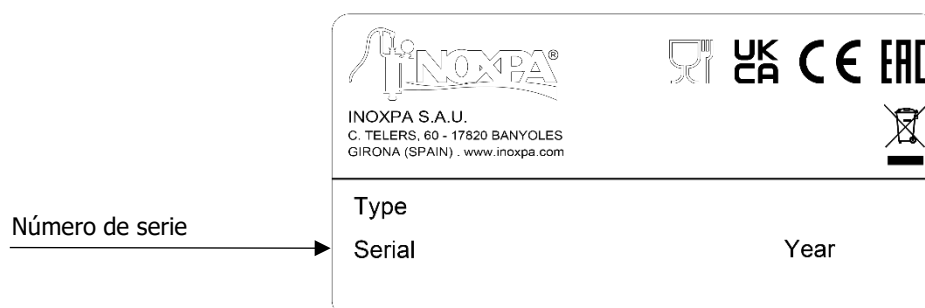 INOXPA®
UK CA CE EAC
INOXPA S.A.U.
C. TELERS, 60 - 17820 BANYOLES
GIRONA (SPAIN) . www.inoxpa.com
Type
Número de serie
Serial Year